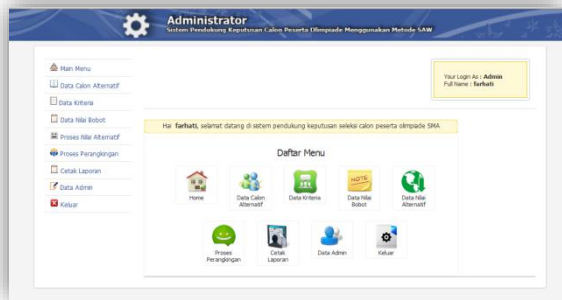 Administrator
Sistem Pendukung Keputusan Calon Peserta Olimpiade Menggunakan Metode SAW
Main Menu
Data Calon Alternatif
Data Kriteria
Data Nilai Bobot
Proses Nilai Alternatif
Proses Perangkingan
Cetak Laporan
Data Admin
Keluar
Your Login As : Admin
Full Name : farhati
Hai farhati, selamat datang di sistem pendukung keputusan seleksi calon peserta olimpiade SMA
Daftar Menu
Home
Data Calon
Alternatif
Data Kriteria
NOTE
Data Nilai
Bobot
Data Nilai
Alternatif
Proses
Perangkingan
Cetak
Laporan
Data Admin
Keluar